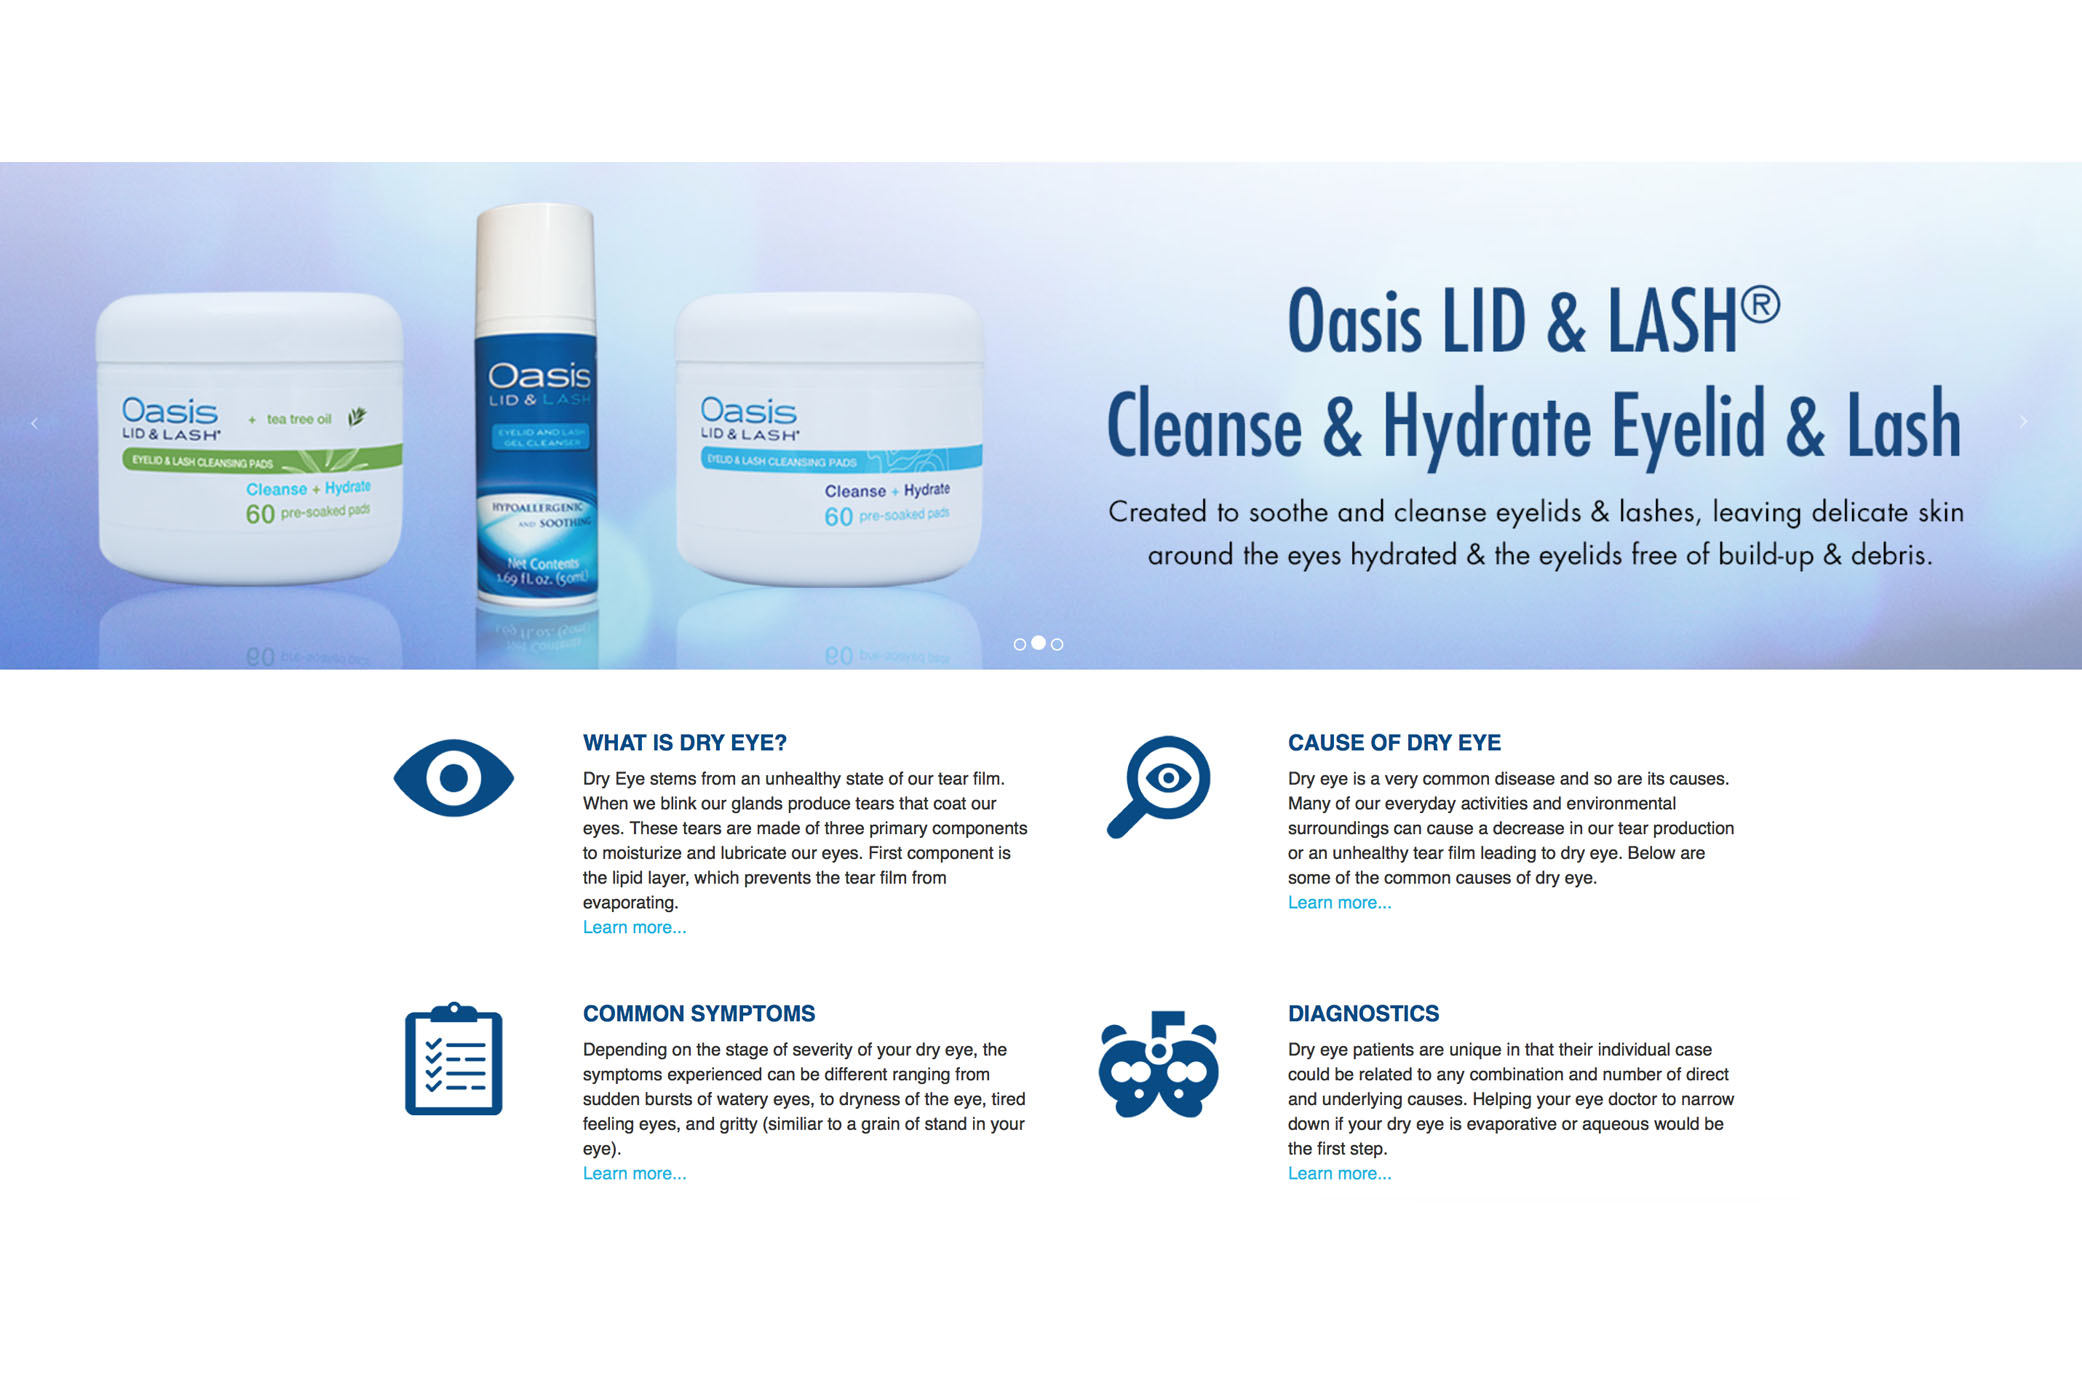 Oasis
LID & LASH®
+ tea tree oil
EYELID & LASH CLEANSING PADS
Cleanse + Hydrate
60 pre-soaked pads
Oasis
LID & LASH
EYELID AND LASH
GEL CLEANSER
HYPOALLERGENIC
AND SOOTHING
Net Contents
1.69 fl. oz. (50mL)
Oasis
LID & LASH®
EYELID & LASH CLEANSING PADS
Cleanse + Hydrate
60 pre-soaked pads
Oasis LID & LASH®
Cleanse & Hydrate Eyelid & Lash
Created to soothe and cleanse eyelids & lashes, leaving delicate skin
around the eyes hydrated & the eyelids free of build-up & debris.
WHAT IS DRY EYE?
Dry Eye stems from an unhealthy state of our tear film.
When we blink our glands produce tears that coat our
eyes. These tears are made of three primary components
to moisturize and lubricate our eyes. First component is
the lipid layer, which prevents the tear film from
evaporating.
Learn more...
CAUSE OF DRY EYE
Dry eye is a very common disease and so are its causes.
Many of our everyday activities and environmental
surroundings can cause a decrease in our tear production
or an unhealthy tear film leading to dry eye. Below are
some of the common causes of dry eye.
Learn more...
COMMON SYMPTOMS
Depending on the stage of severity of your dry eye, the
symptoms experienced can be different ranging from
sudden bursts of watery eyes, to dryness of the eye, tired
feeling eyes, and gritty (similiar to a grain of stand in your
eye).
Learn more...
DIAGNOSTICS
Dry eye patients are unique in that their individual case
could be related to any combination and number of direct
and underlying causes. Helping your eye doctor to narrow
down if your dry eye is evaporative or aqueous would be
the first step.
Learn more...